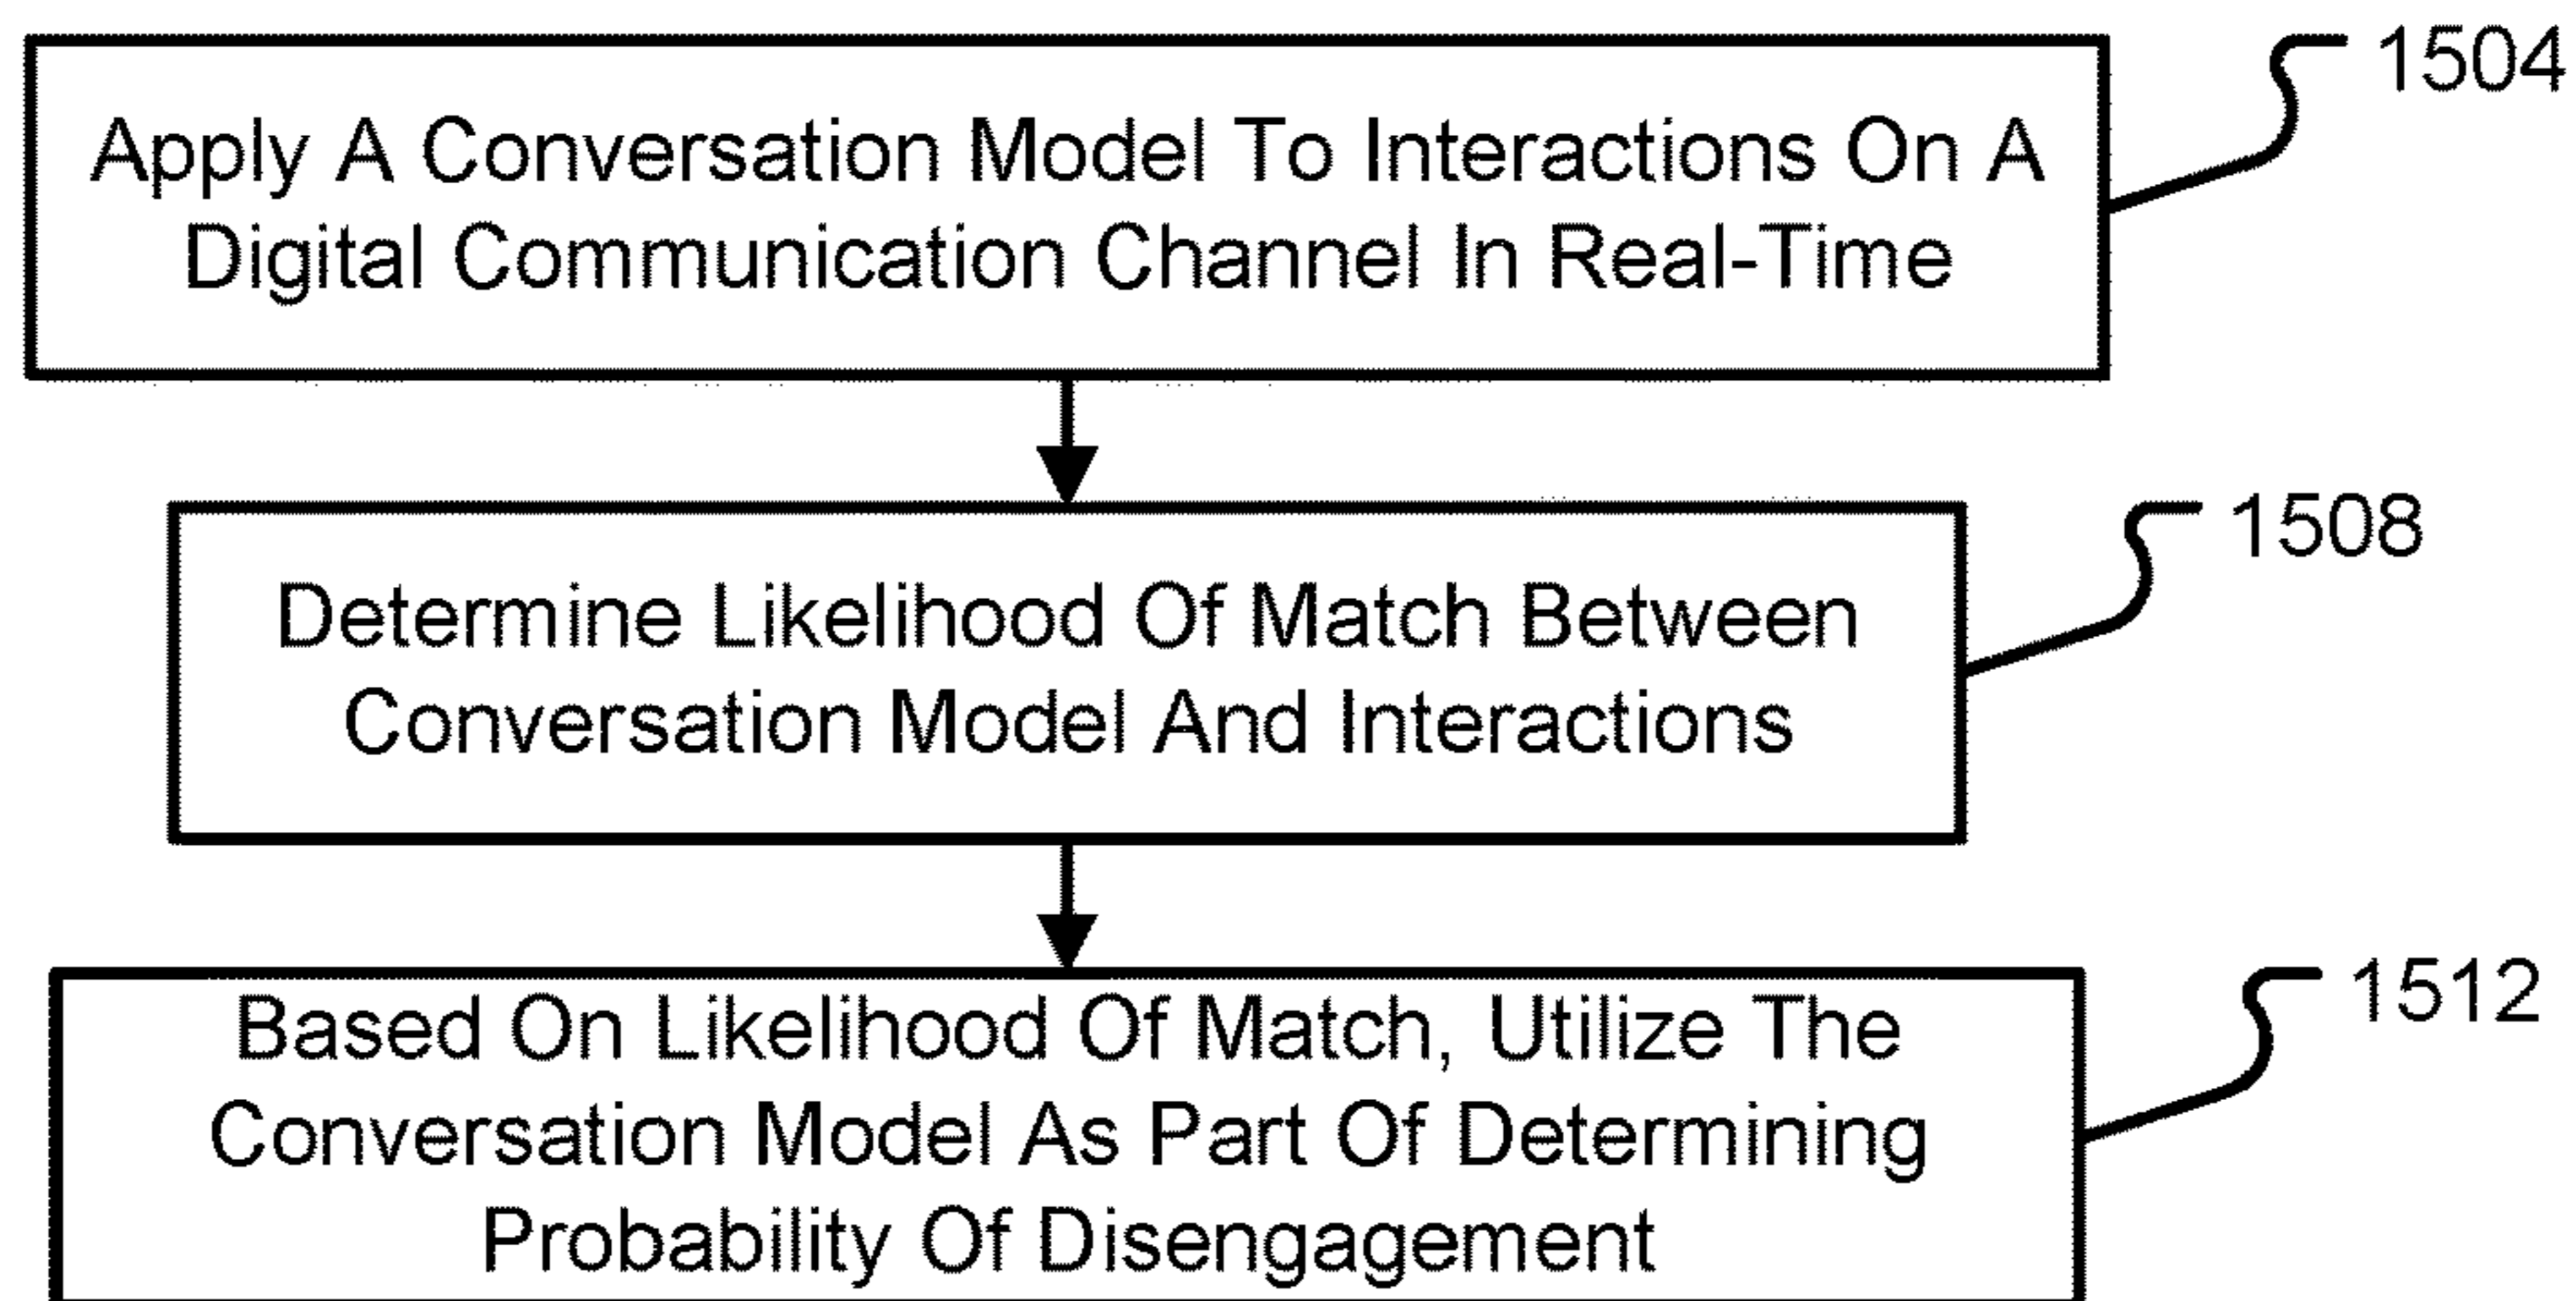 Apply A Conversation Model To Interactions On A
Digital Communication Channel In Real-Time
1504
Determine Likelihood Of Match Between
Conversation Model And Interactions
1508
Based On Likelihood Of Match, Utilize The
Conversation Model As Part Of Determining
Probability Of Disengagement
1512